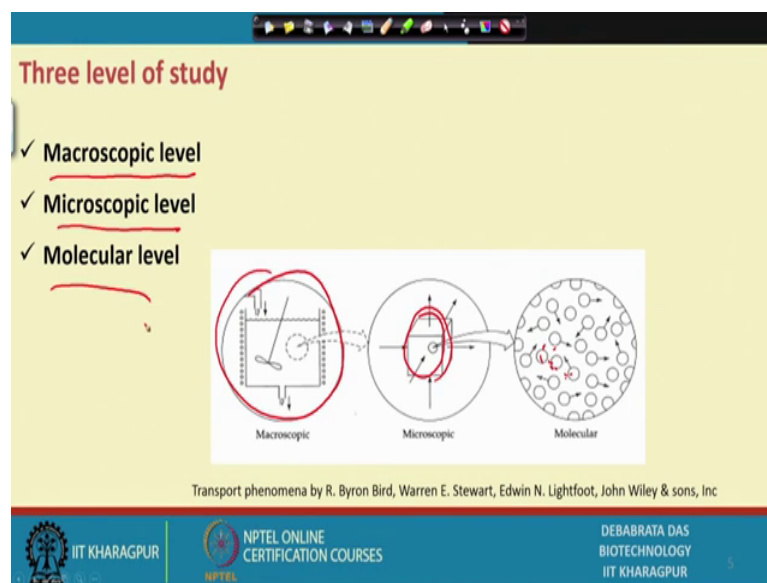 Three level of study
✓ Macroscopic level
✓ Microscopic level
✓ Molecular level
Macroscopic
Microscopic
Molecular
Transport phenomena by R. Byron Bird, Warren E. Stewart, Edwin N. Lightfoot, John Wiley & sons, Inc
IIT KHARAGPUR
NPTEL
NPTEL ONLINE
CERTIFICATION COURSES
DEBABRATA DAS
BIOTECHNOLOGY
IIT KHARAGPUR
5